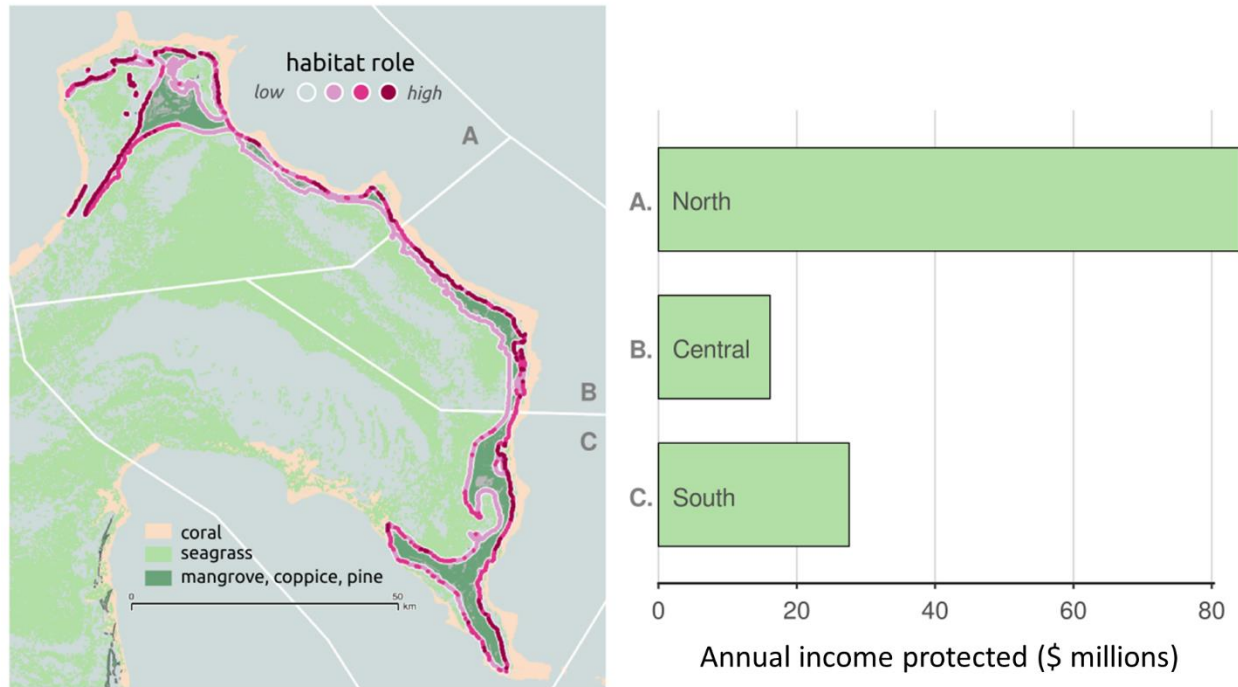 habitat role
low high
A
B
C
coral
seagrass
mangrove, coppice, pine
0 50
km
A. North
B. Central
C. South
0 20 40 60 80
Annual income protected ($ millions)